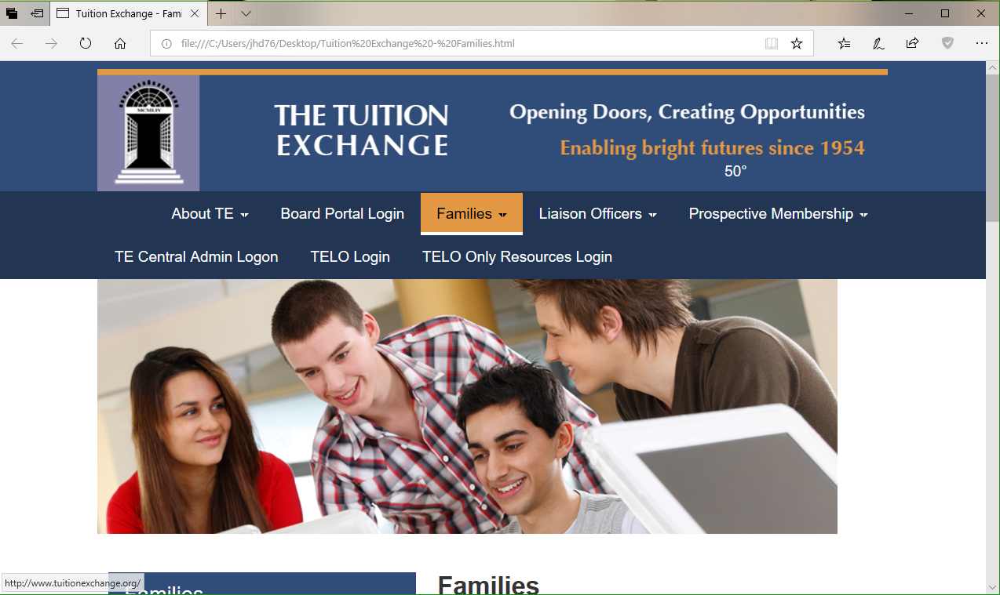 Tuition Exchange - Fami
file:///C:/Users/jhd76/Desktop/Tuition%20Exchange%20-%20Families.html
MCMLIV
THE TUITION
EXCHANGE
Opening Doors, Creating Opportunities
Enabling bright futures since 1954
50°
About TE Board Portal Login Families Liaison Officers Prospective Membership
TE Central Admin Logon TELO Login TELO Only Resources Login
Families
Families
http://www.tuitionexchange.org/